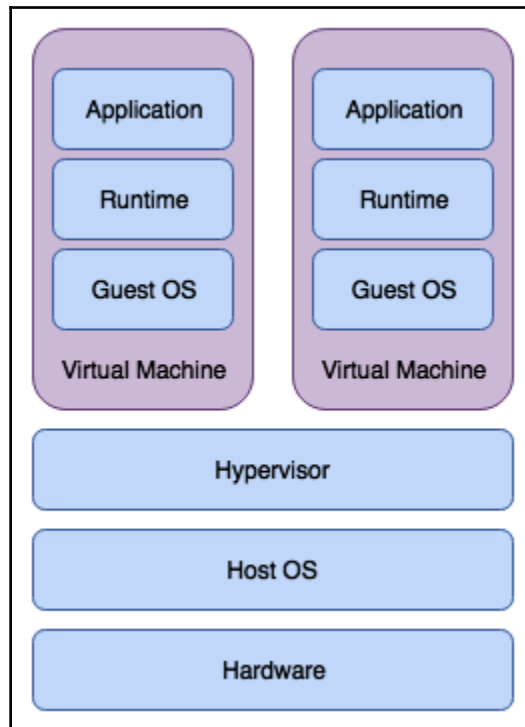 Application
Runtime
Guest OS
Virtual Machine
Application
Runtime
Guest OS
Virtual Machine
Hypervisor
Host OS
Hardware